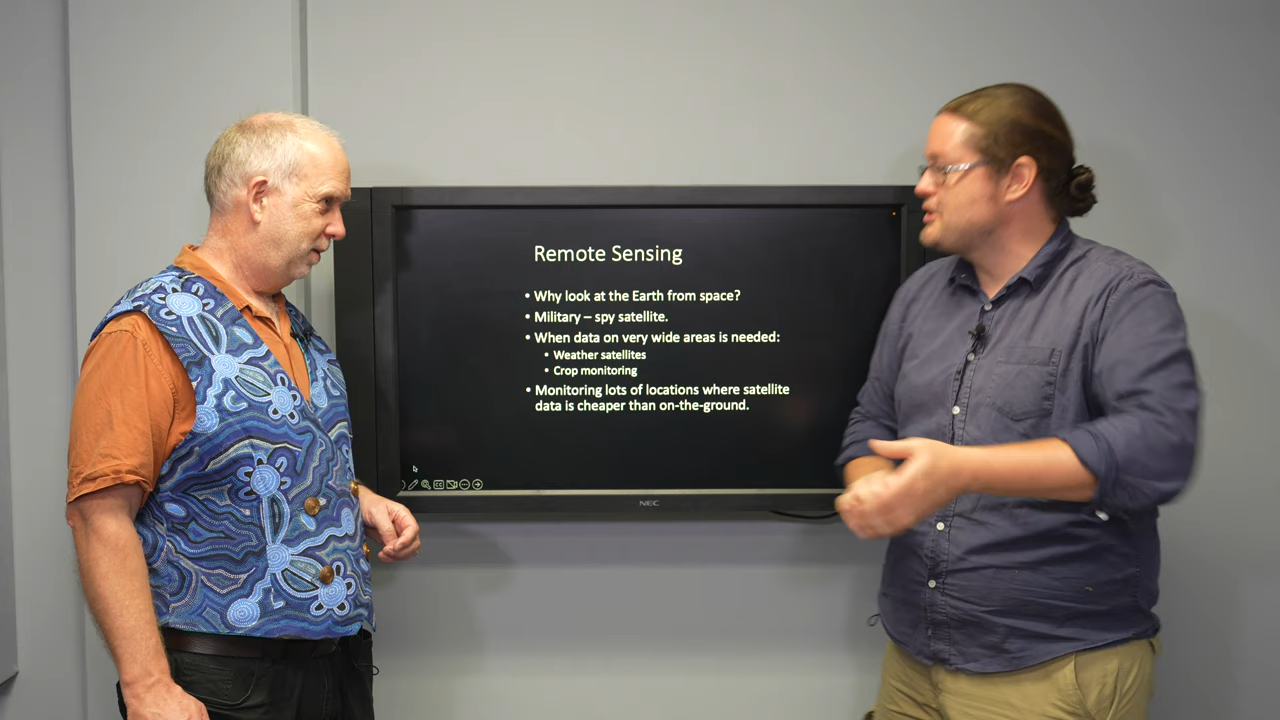 Remote Sensing
• Why look at the Earth from space?
• Military – spy satellite.
• When data on very wide areas is needed:
• Weather satellites
• Crop monitoring
• Monitoring lots of locations where satellite
data is cheaper than on-the-ground.
NEC